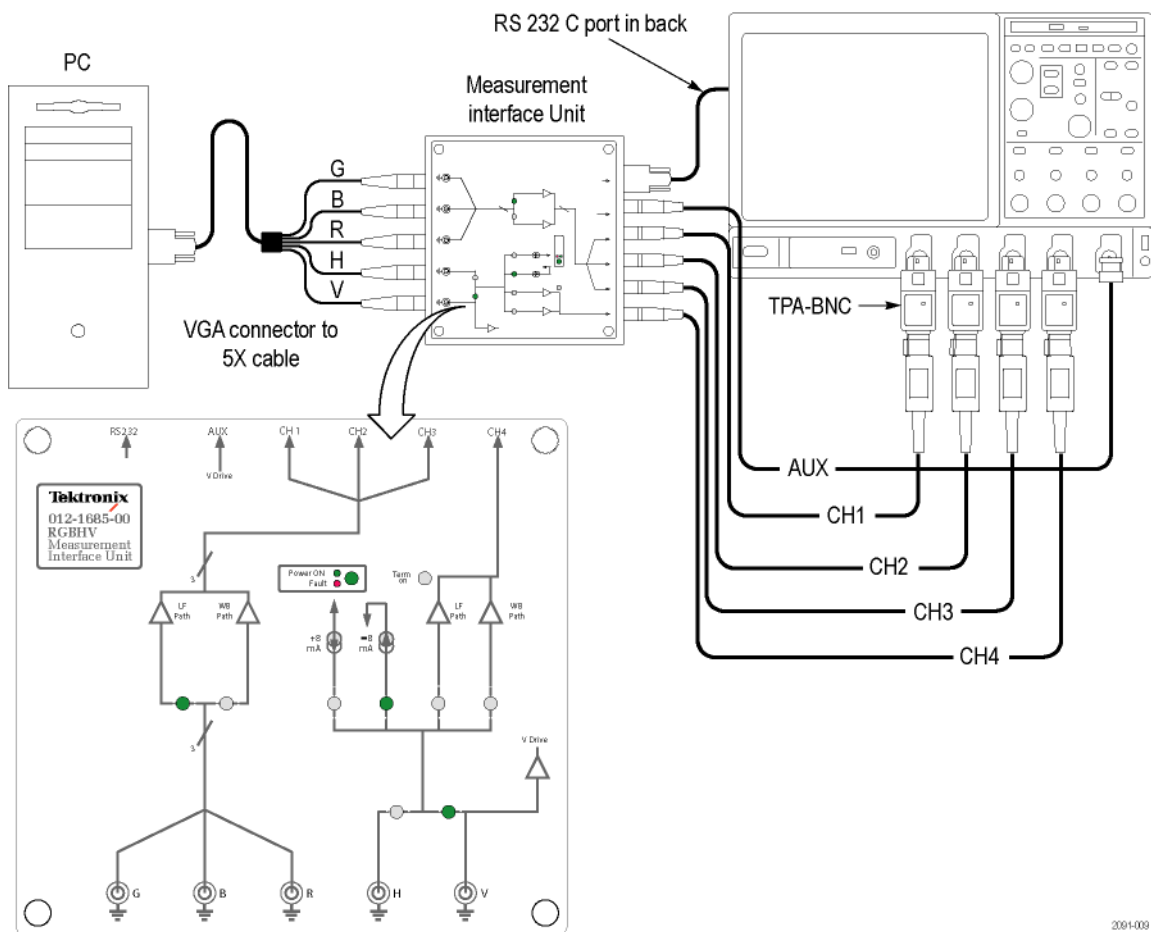 RS 232 C port in back
PC
Measurement
interface Unit
G
B
R
H
V
VGA connector to
5X cable
TPA-BNC
AUX
CH1
CH2
CH3
CH4
RS232
AUX
CH 1
CH2
CH3
CH4
V Drive
Tektronix
012-1685-00
RGBHV
Measurement
Interface Unit
3
Power ON
Fault
Term
on
LF
Path
WB
Path
+8
mA
-8
mA
LF
Path
WB
Path
3
V Drive
G
B
R
H
V
2091-009